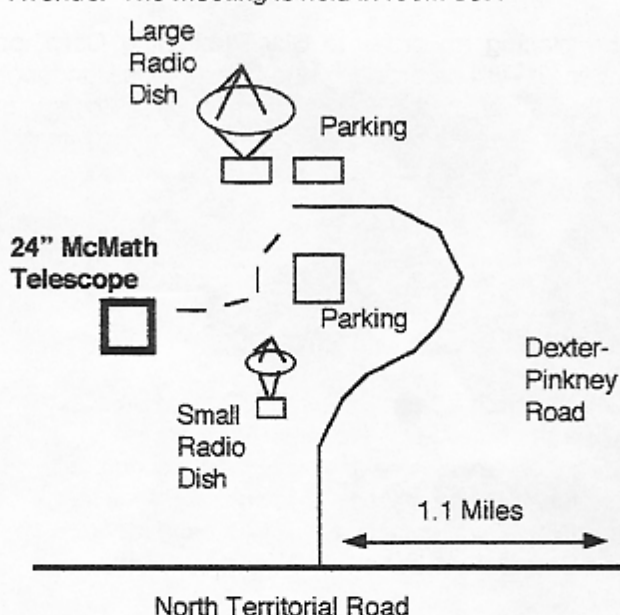 Large
Radio
Dish
Parking
24" McMath
Telescope
Parking
Dexter-
Pinkney
Road
Small
Radio
Dish
1.1 Miles
North Territorial Road